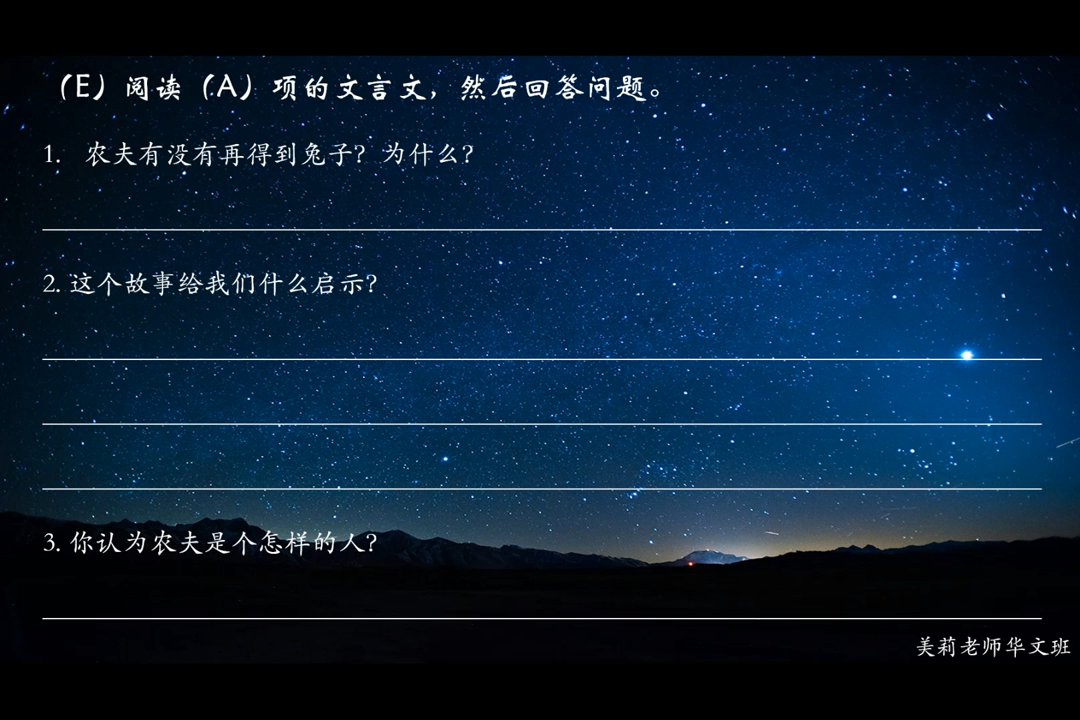 （E）阅读（A）项的文言文，然后回答问题。
1. 农夫有没有再得到兔子？为什么？
2. 这个故事给我们什么启示？
3. 你认为农夫是个怎样的人？
美莉老师华文班